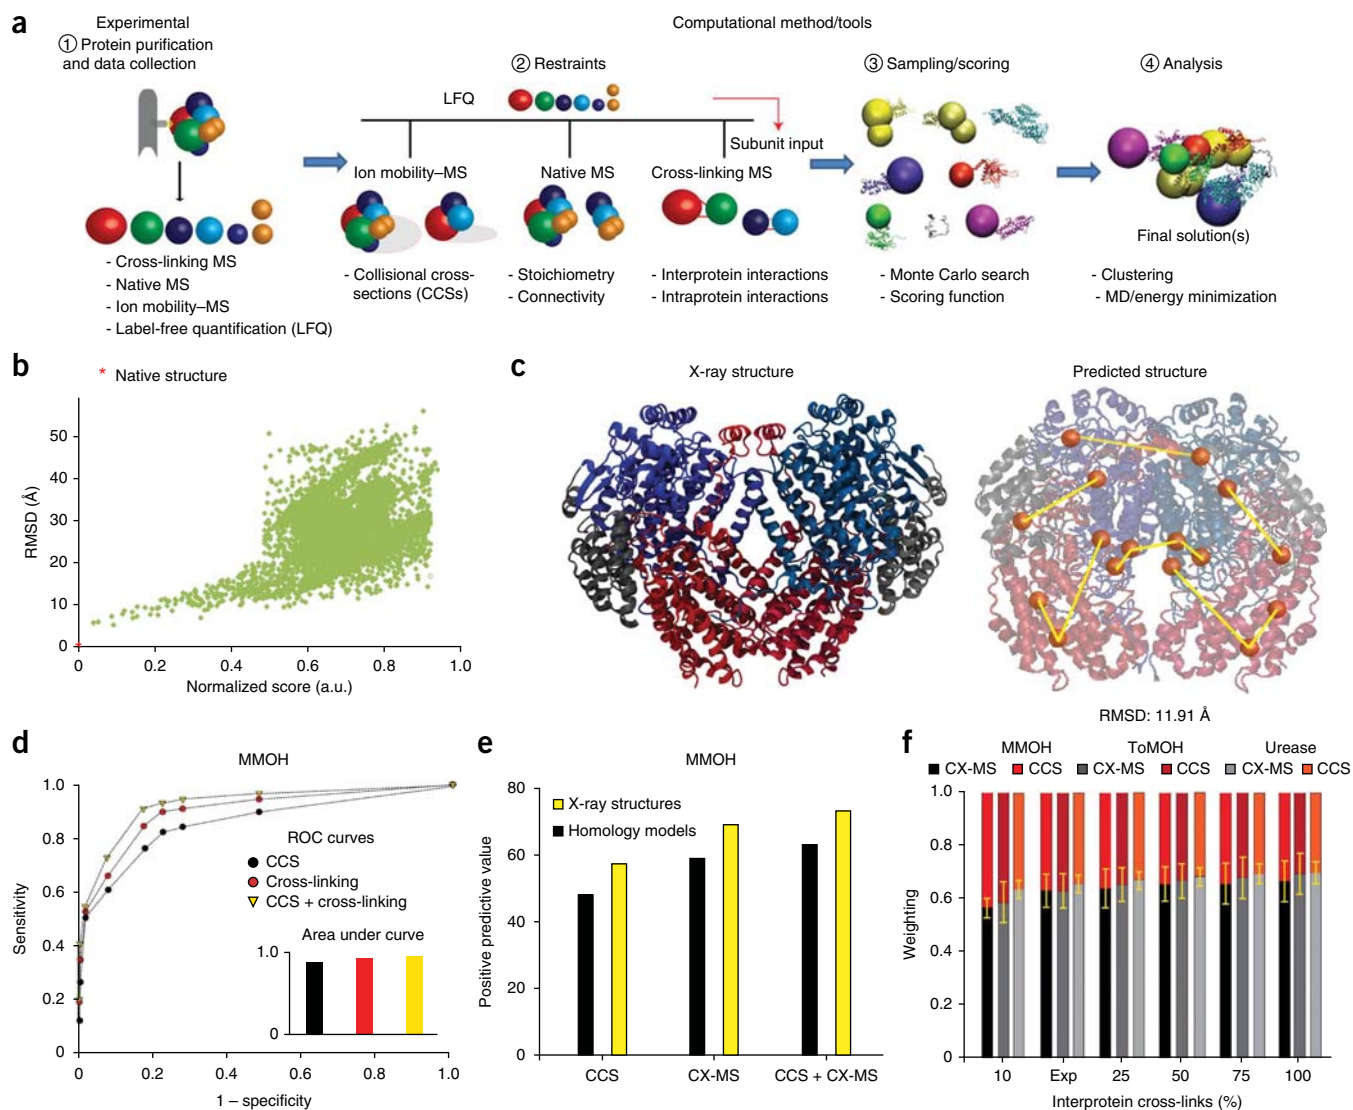 a
Experimental
Computational method/tools
① Protein purification
and data collection
② Restraints
③ Sampling/scoring
④ Analysis
LFQ
Subunit input
Ion mobility–MS
Native MS
Cross-linking MS
Final solution(s)
- Cross-linking MS
- Native MS
- Ion mobility–MS
- Label-free quantification (LFQ)
- Collisional cross-
sections (CCSs)
- Stoichiometry
- Connectivity
- Interprotein interactions
- Intraprotein interactions
- Monte Carlo search
- Scoring function
- Clustering
- MD/energy minimization
b
* Native structure
RMSD (Å)
50
40
30
20
10
0
0 0.2 0.4 0.6 0.8 1.0
Normalized score (a.u.)
c
X-ray structure
Predicted structure
RMSD: 11.91 Å
d
MMOH
Sensitivity
1.0
0.8
0.6
0.4
0.2
0
ROC curves
CCS
Cross-linking
CCS + cross-linking
Area under curve
1.0
0
0 0.2 0.4 0.6 0.8 1.0
1 – specificity
e
MMOH
Positive predictive value
80
60
40
20
0
X-ray structures
Homology models
CCS CX-MS CCS + CX-MS
f
MMOH ToMOH Urease
CX-MS CCS CX-MS CCS CX-MS CCS
Weighting
1.0
0.8
0.6
0.4
0.2
0
10 Exp 25 50 75 100
Interprotein cross-links (%)